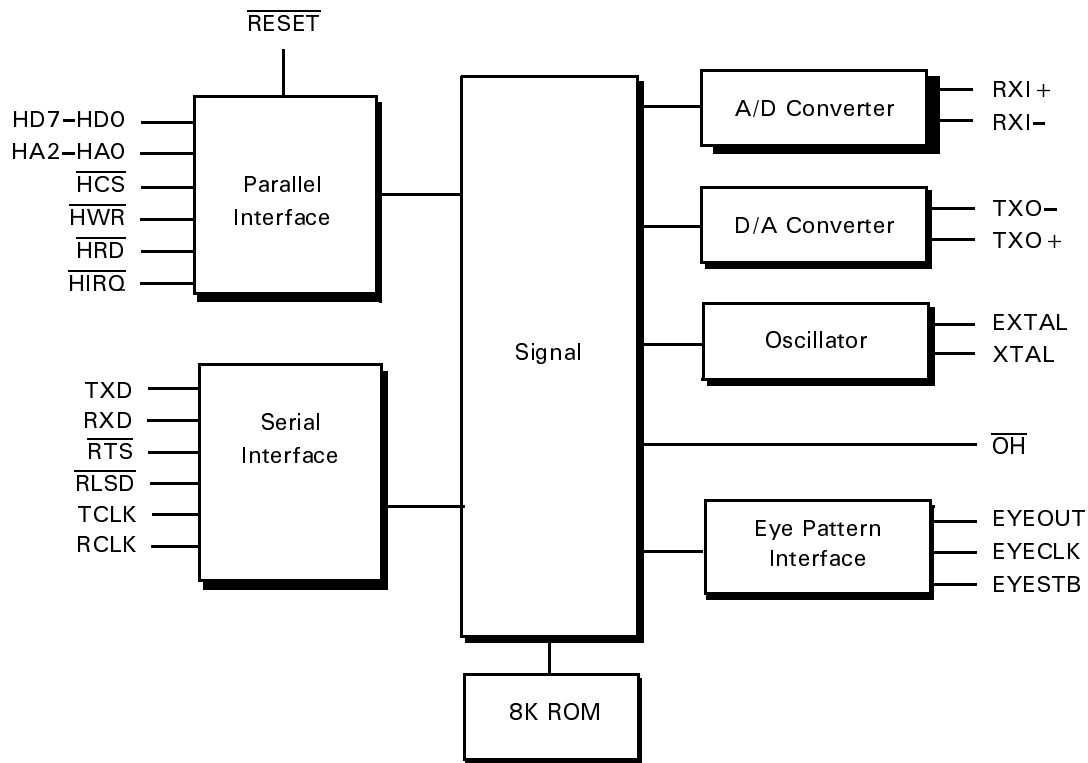 RESET
HD7-HD0
HA2-HA0
HCS
HWR
HRD
HIRQ
Parallel
Interface
TXD
RXD
RTS
RLSD
TCLK
RCLK
Serial
Interface
Signal
8K ROM
A/D Converter
RXI+
RXI-
D/A Converter
TXO-
TXO+
Oscillator
EXTAL
XTAL
OH
Eye Pattern
Interface
EYEOUT
EYECLK
EYESTB